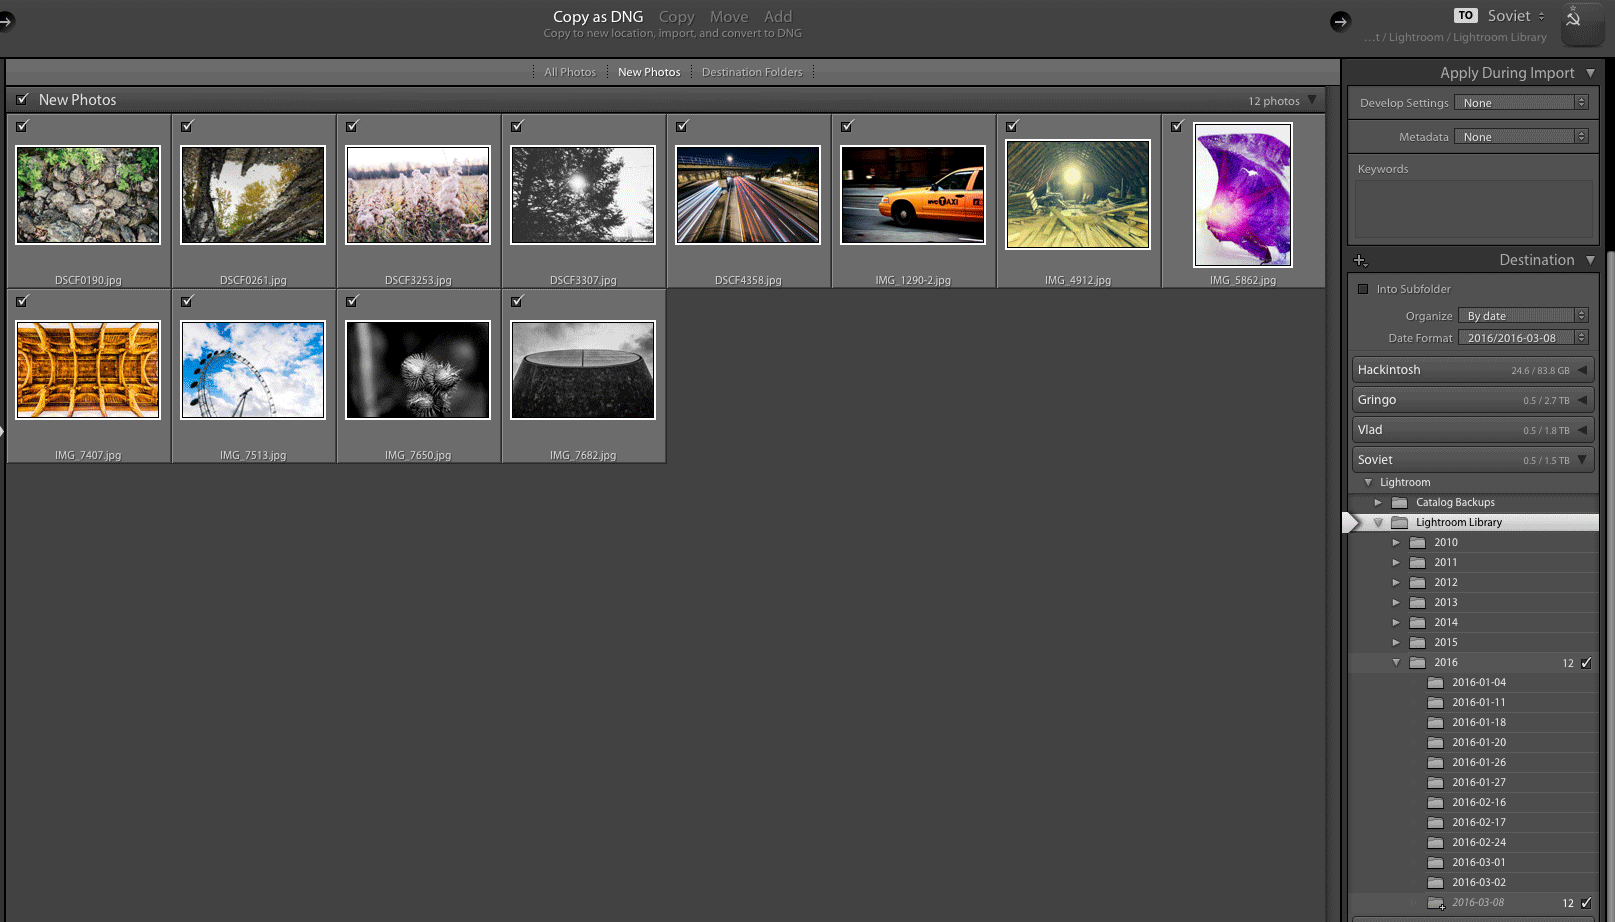 Copy as DNG Copy Move Add
Copy to new location, import, and convert to DNG
TO Soviet
...t / Lightroom / Lightroom Library
All Photos New Photos Destination Folders
New Photos 12 photos
DSCF0190.jpg DSCF0261.jpg DSCF3253.jpg DSCF3307.jpg DSCF4358.jpg IMG_1290-2.jpg IMG_4912.jpg IMG_5862.jpg
NYC TAXI
IMG_7407.jpg IMG_7513.jpg IMG_7650.jpg IMG_7682.jpg
Apply During Import
Develop Settings None
Metadata None
Keywords
Destination
Into Subfolder
Organize By date
Date Format 2016/2016-03-08
Hackintosh 24.6 / 83.8 GB
Gringo 0.5 / 2.7 TB
Vlad 0.5 / 1.8 TB
Soviet 0.5 / 1.5 TB
Lightroom
Catalog Backups
Lightroom Library
2010
2011
2012
2013
2014
2015
2016 12
2016-01-04
2016-01-11
2016-01-18
2016-01-20
2016-01-26
2016-01-27
2016-02-16
2016-02-17
2016-02-24
2016-03-01
2016-03-02
2016-03-08 12